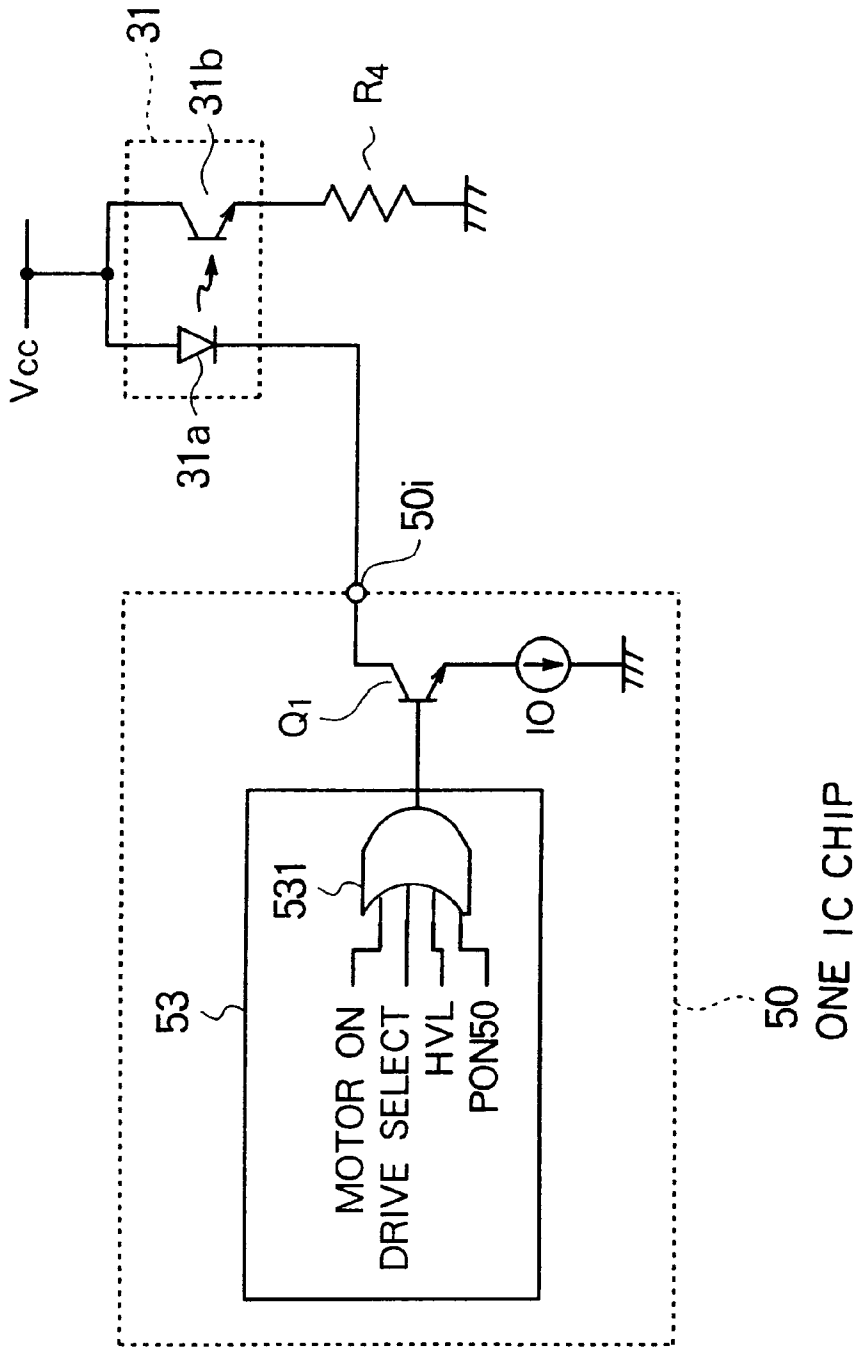 Vcc
31
31a
31b
R4
50i
Q1
IO
53
531
MOTOR ON
DRIVE SELECT
HVL
PON50
50
ONE IC CHIP